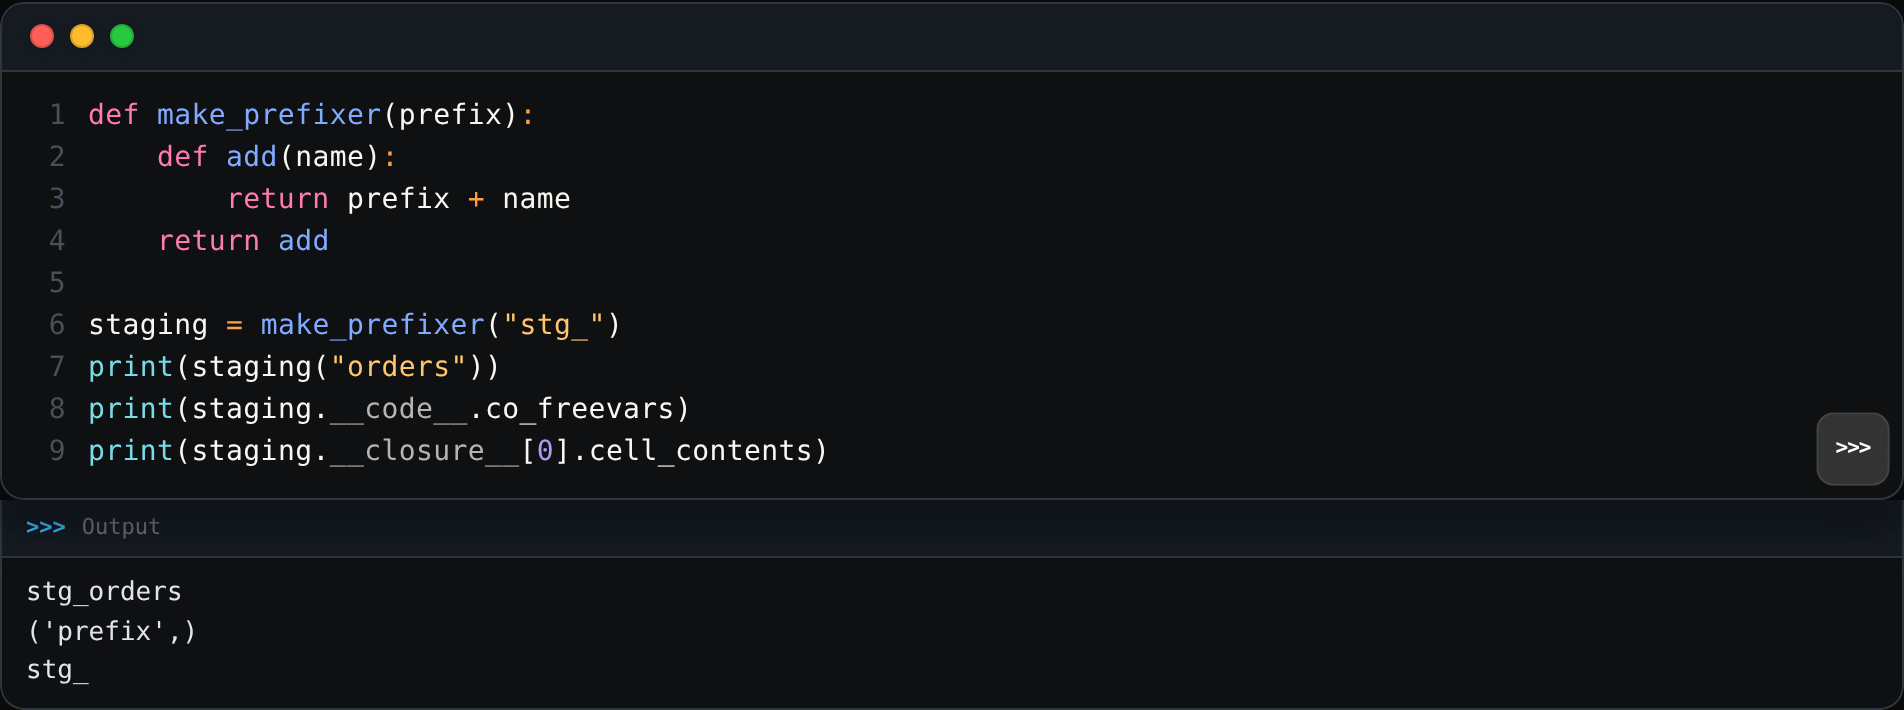 1 def make_prefixer(prefix):
2     def add(name):
3         return prefix + name
4     return add
5
6 staging = make_prefixer("stg_")
7 print(staging("orders"))
8 print(staging.__code__.co_freevars)
9 print(staging.__closure__[0].cell_contents)
>>>
>>> Output
stg_orders
('prefix',)
stg_